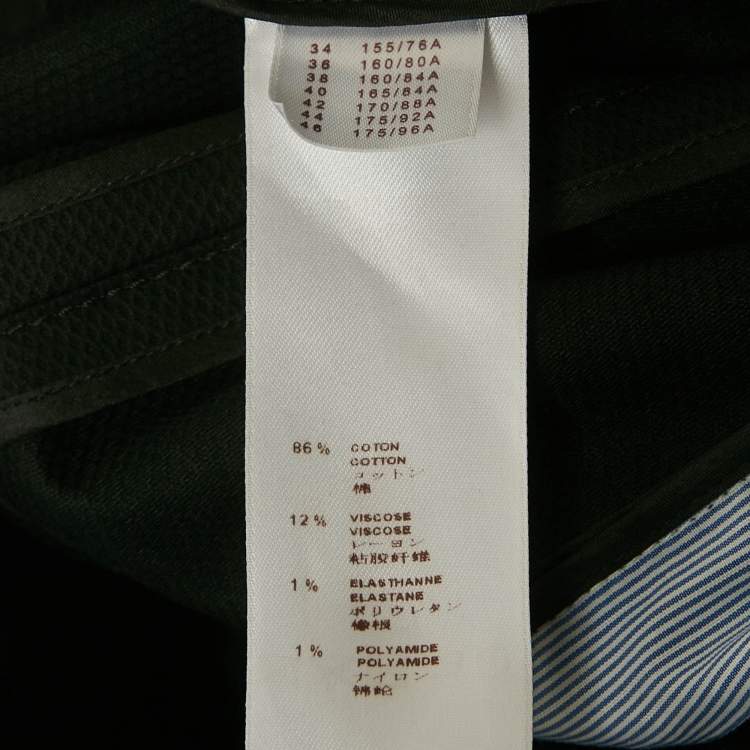 34 155/76A
36 160/80A
38 160/84A
40 165/84A
42 170/88A
44 175/92A
46 175/96A
86% COTON
COTTON
コットン
棉
12% VISCOSE
VISCOSE
レーヨン
粘胶纤维
1% ELASTHANNE
ELASTANE
ポリウレタン
1% POLYAMIDE
POLYAMIDE
ナイロン